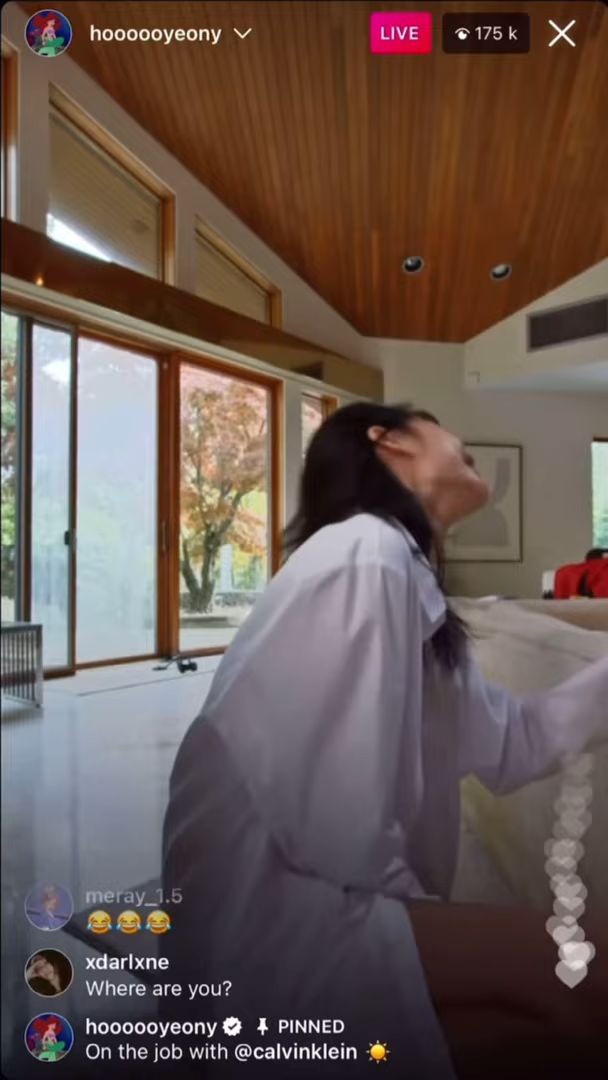 hoooooyeony
LIVE
175 k
meray_1.5
😂😂😂
xdarlxne
Where are you?
hoooooyeony PINNED
On the job with @calvinklein ☀️